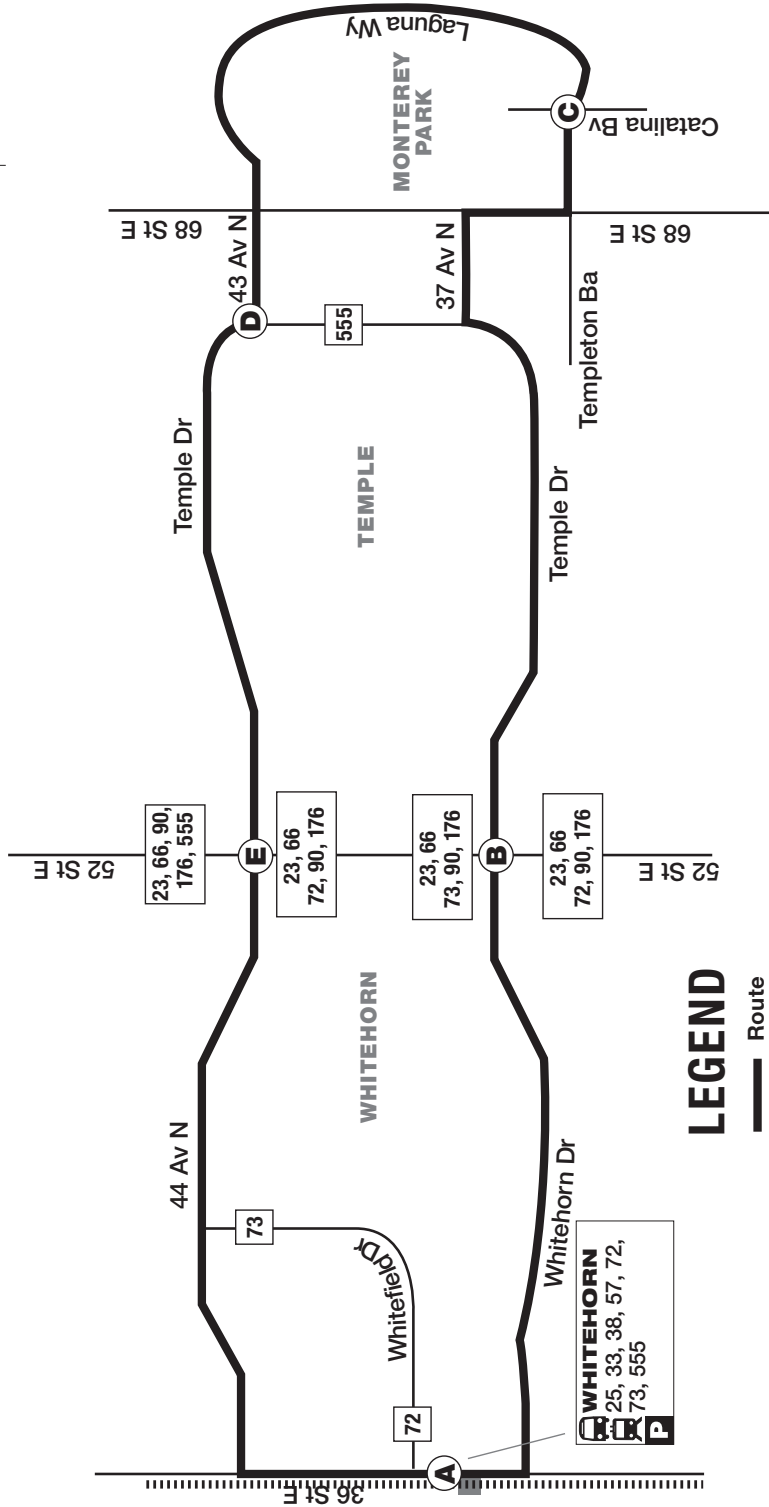 Laguna Wy
MONTEREY
PARK
Catalina Bv
C
68 St E
43 Av N
37 Av N
68 St E
D
555
Templeton Ba
Temple Dr
TEMPLE
Temple Dr
52 St E
23, 66, 90,
176, 555
E
23, 66
72, 90, 176
23, 66
73, 90, 176
B
23, 66
72, 90, 176
52 St E
WHITEHORN
44 Av N
73
Whitefield Dr
72
Whitehorn Dr
36 St E
A
WHITEHORN
25, 33, 38, 57, 72,
73, 555
P
LEGEND
Route